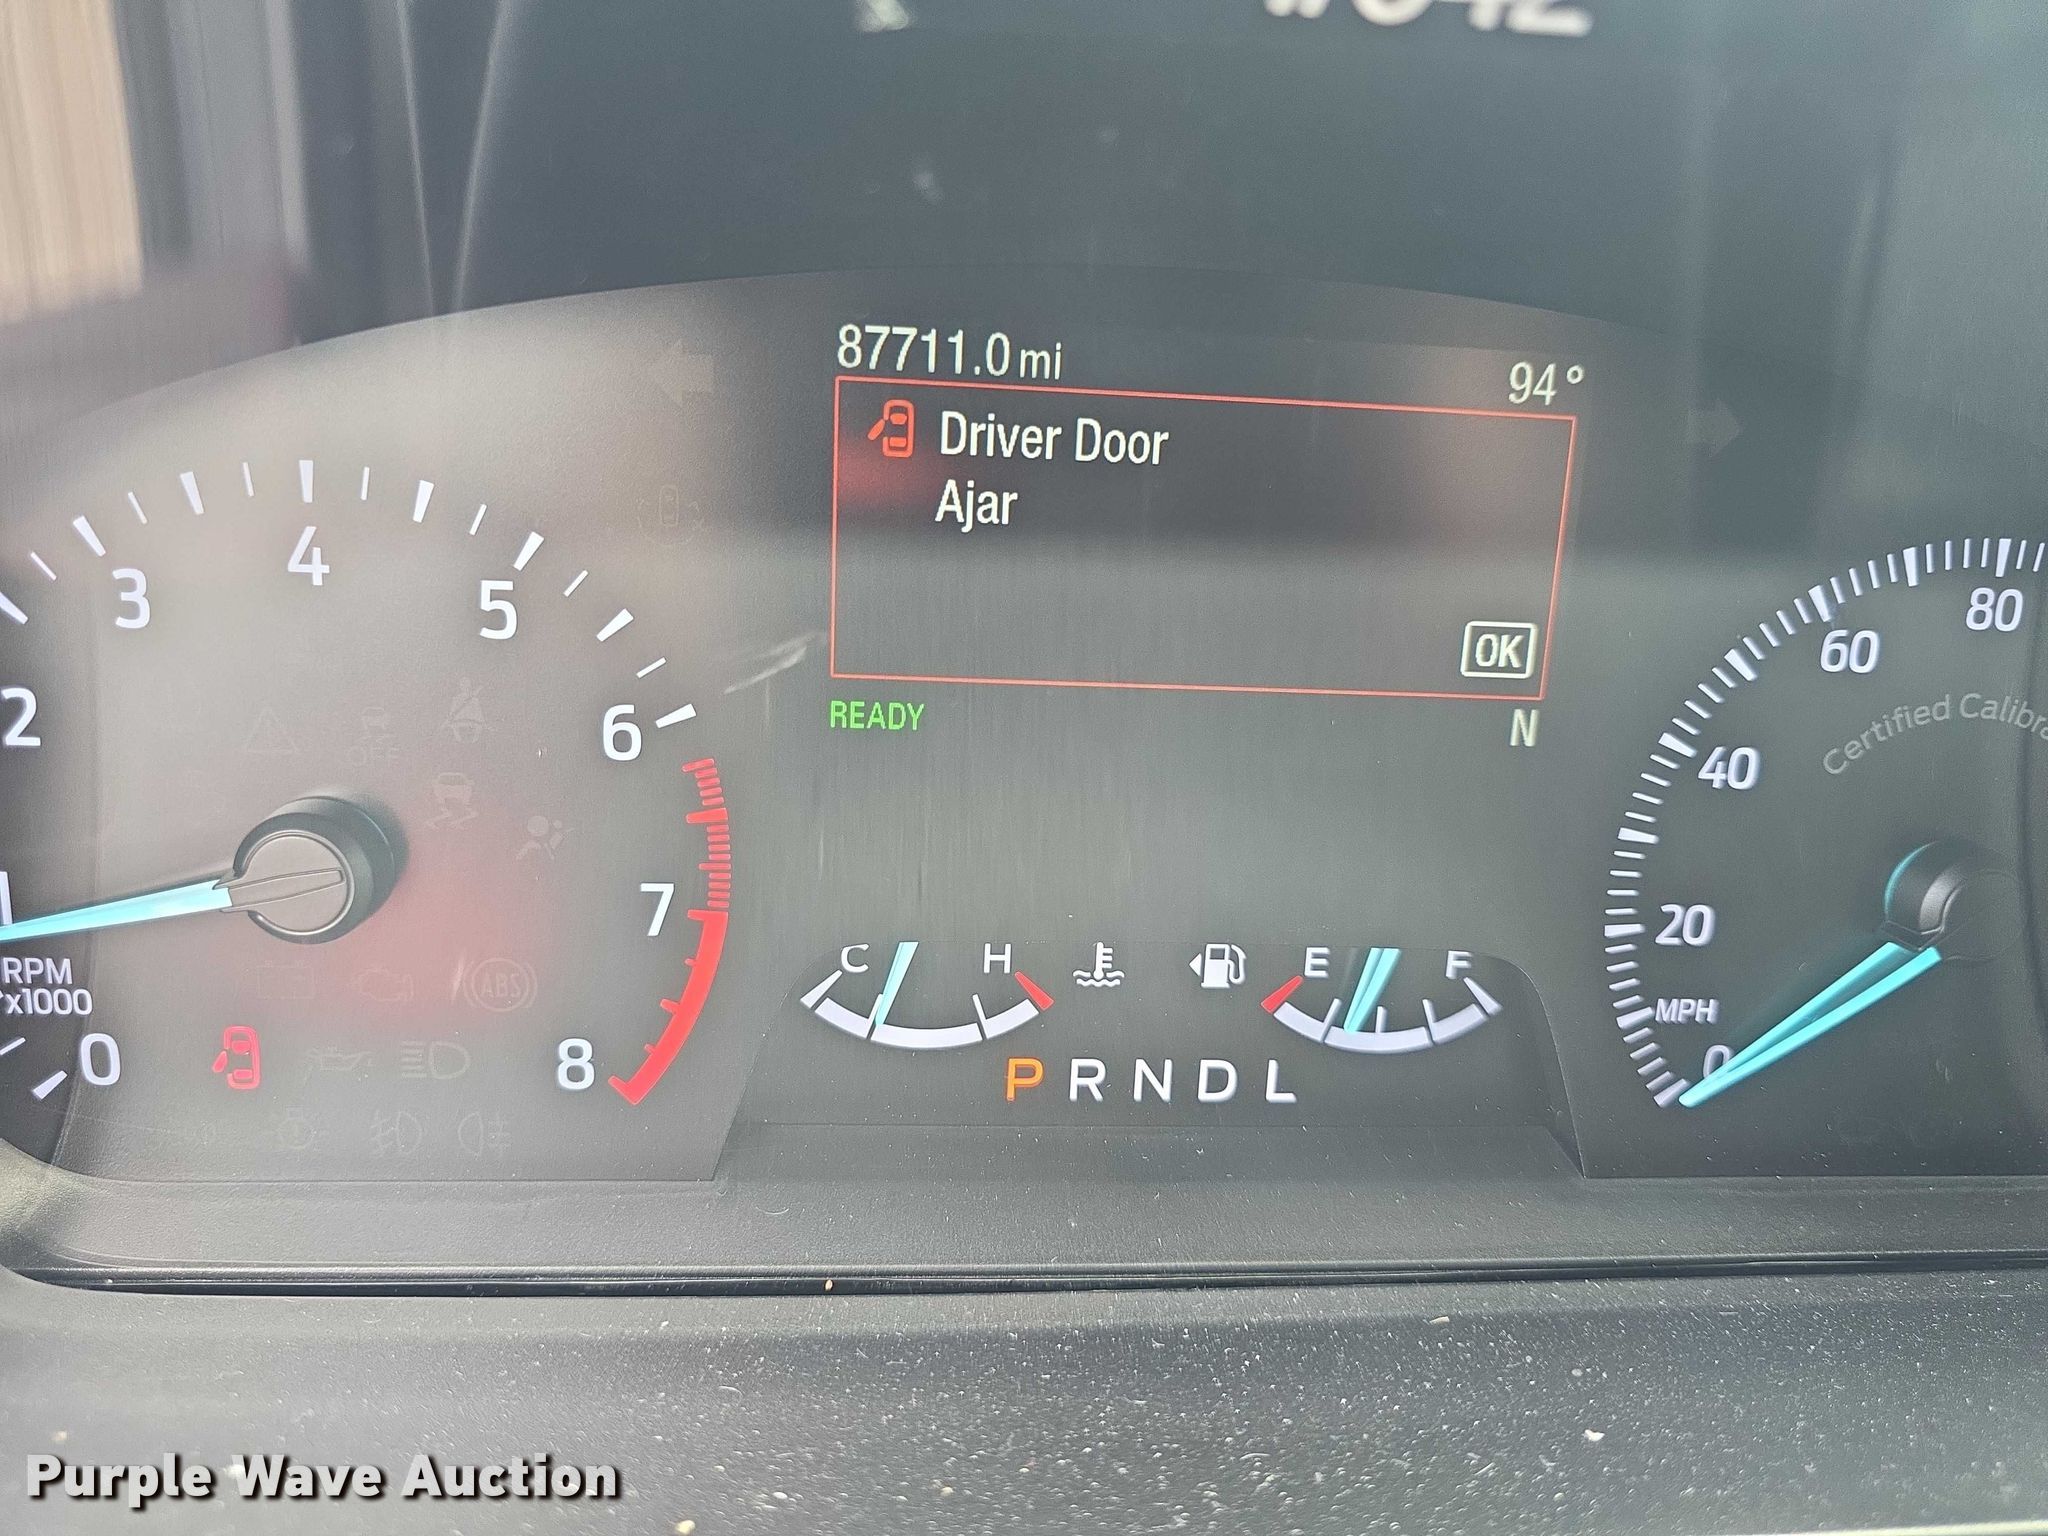 87711.0 mi
94°
Driver Door
Ajar
OK
READY
N
2
3
4
5
6
7
8
0
RPM
x1000
ABS
OFF
C
H
E
F
P R N D L
0
20
40
60
80
MPH
Certified
Purple Wave Auction